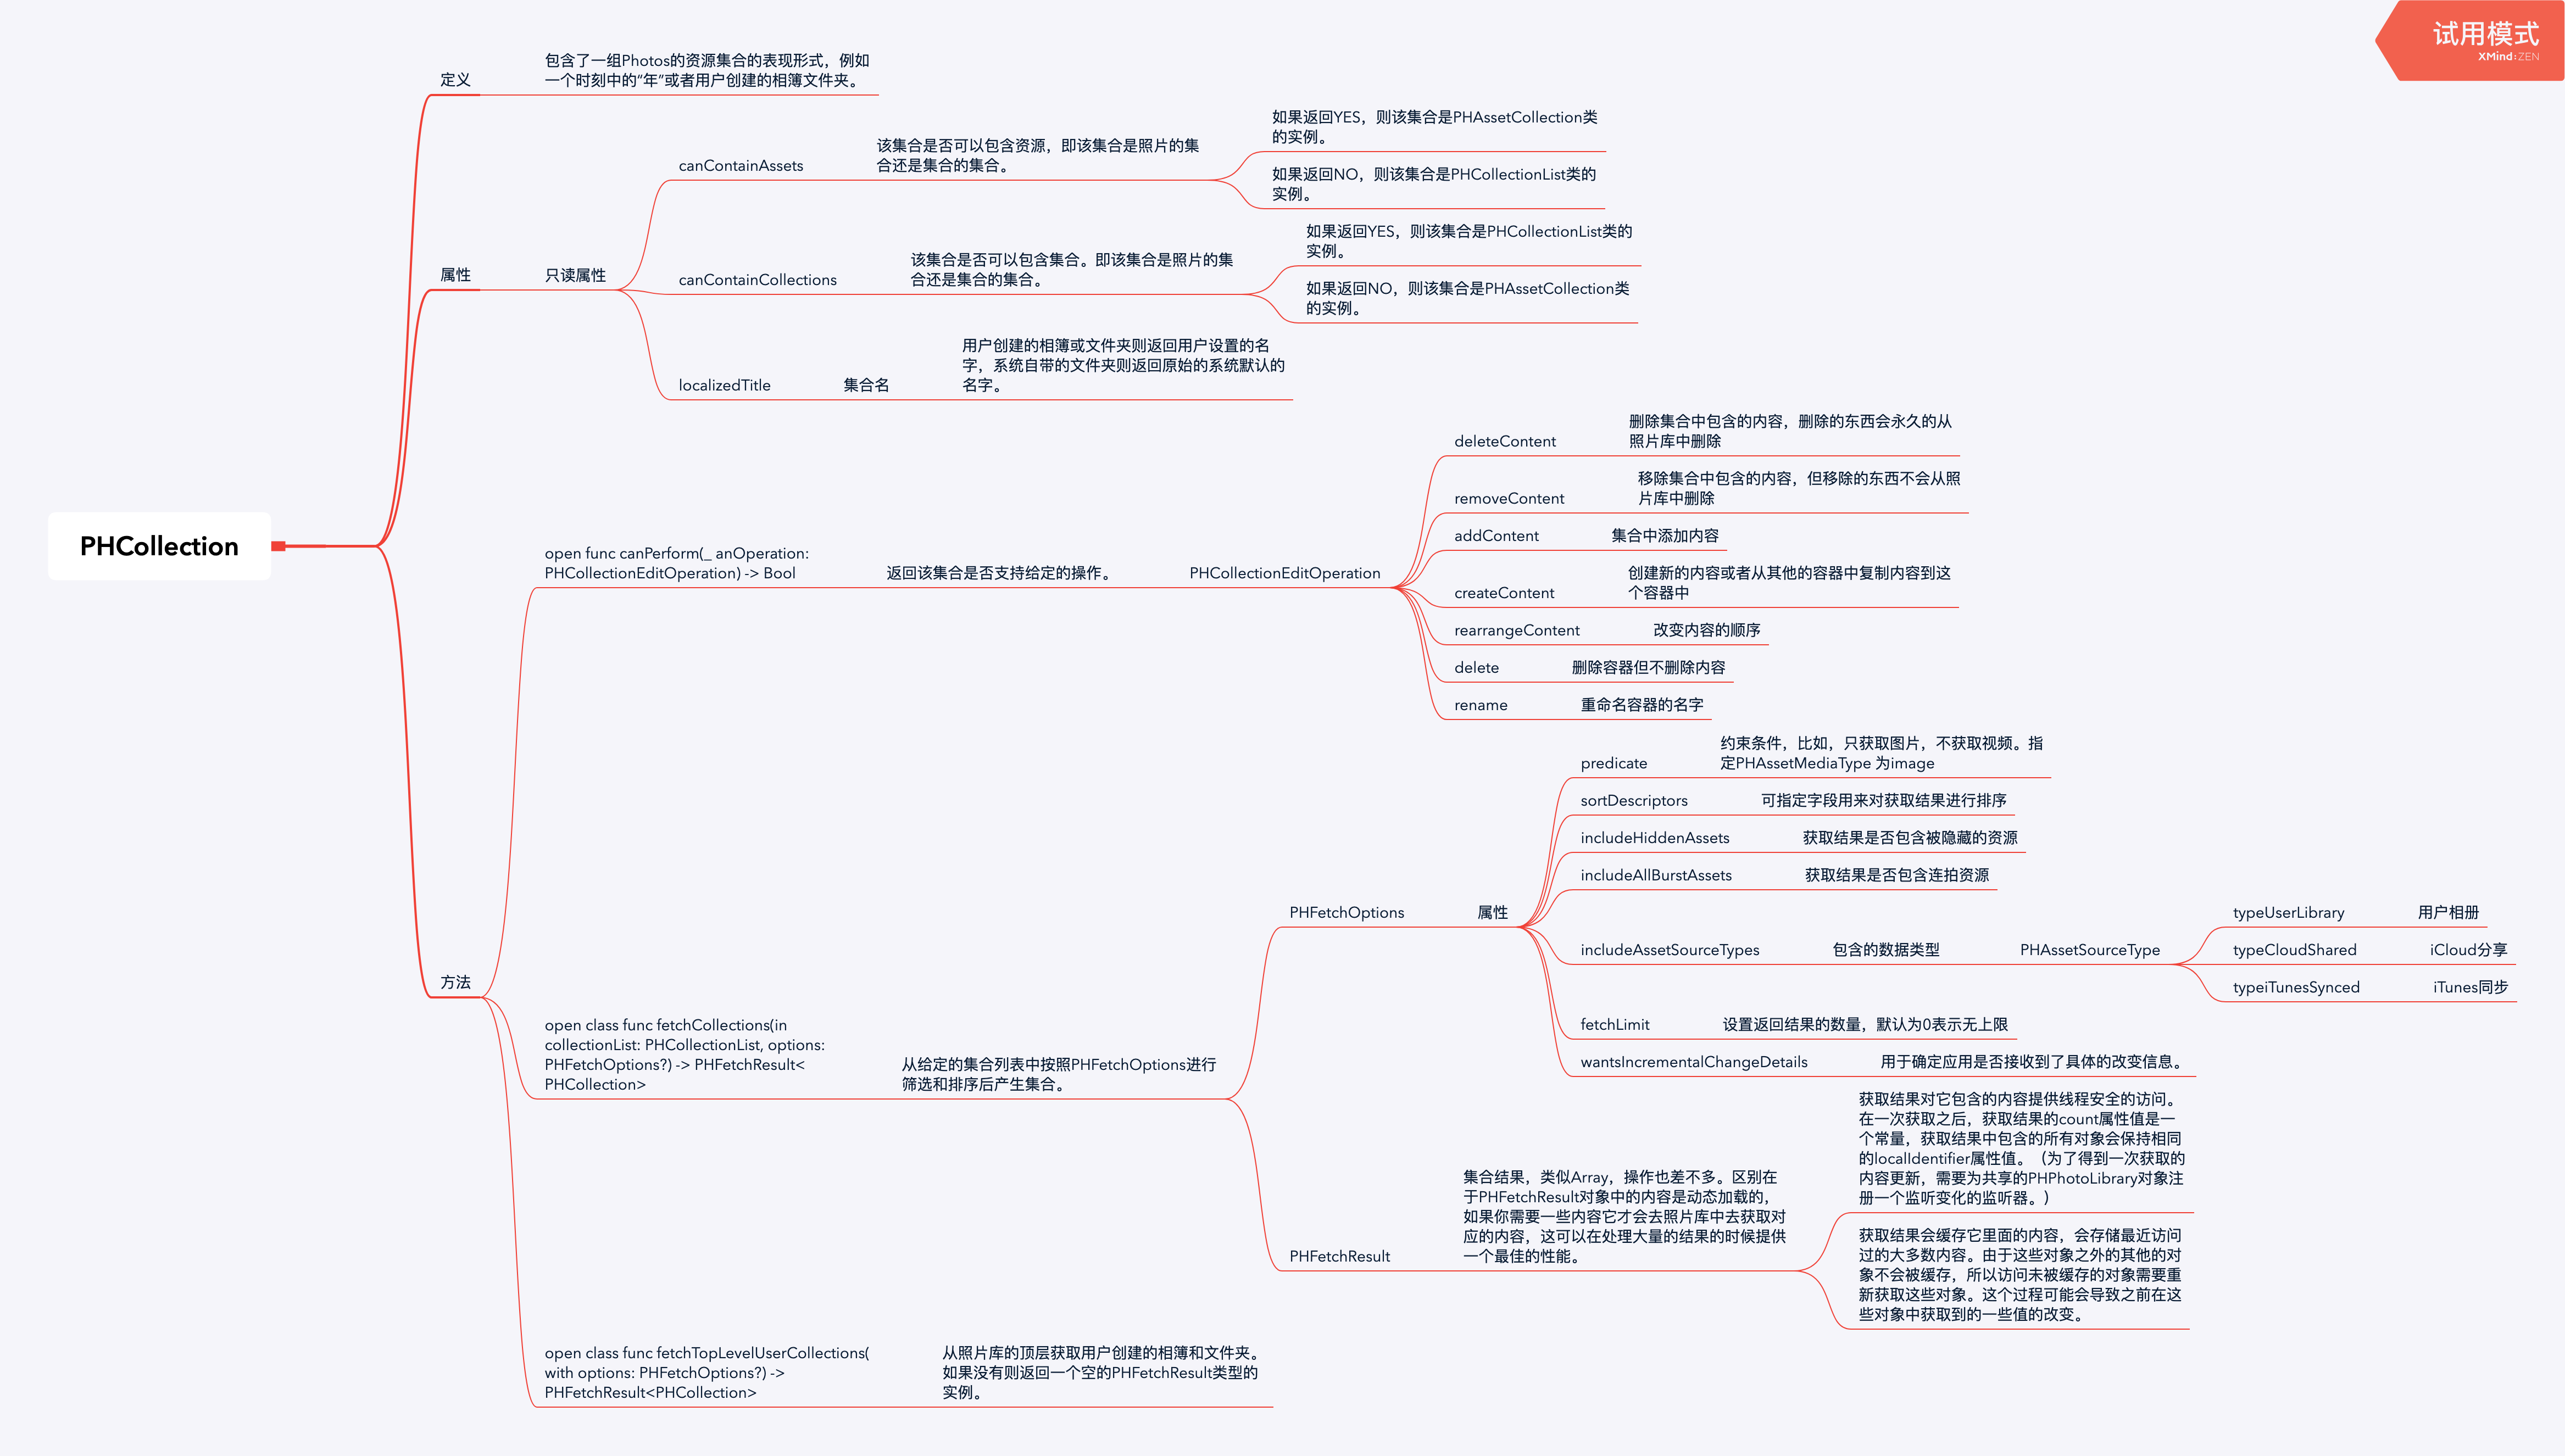 试用模式
XMind:ZEN
PHCollection
定义
包含了一组Photos的资源集合的表现形式，例如
一个时刻中的“年”或者用户创建的相簿文件夹。
属性
只读属性
canContainAssets
该集合是否可以包含资源，即该集合是照片的集
合还是集合的集合。
如果返回YES，则该集合是PHAssetCollection类
的实例。
如果返回NO，则该集合是PHCollectionList类的
实例。
canContainCollections
该集合是否可以包含集合。即该集合是照片的集
合还是集合的集合。
如果返回YES，则该集合是PHCollectionList类的
实例。
如果返回NO，则该集合是PHAssetCollection类
的实例。
localizedTitle
集合名
用户创建的相簿或文件夹则返回用户设置的名
字，系统自带的文件夹则返回原始的系统默认的
名字。
方法
open func canPerform(_ anOperation:
PHCollectionEditOperation) -> Bool
返回该集合是否支持给定的操作。
PHCollectionEditOperation
deleteContent
删除集合中包含的内容，删除的东西会永久的从
照片库中删除
removeContent
移除集合中包含的内容，但移除的东西不会从照
片库中删除
addContent
集合中添加内容
createContent
创建新的内容或者从其他的容器中复制内容到这
个容器中
rearrangeContent
改变内容的顺序
delete
删除容器但不删除内容
rename
重命名容器的名字
open class func fetchCollections(in
collectionList: PHCollectionList, options:
PHFetchOptions?) -> PHFetchResult<
PHCollection>
从给定的集合列表中按照PHFetchOptions进行
筛选和排序后产生集合。
PHFetchOptions
属性
predicate
约束条件，比如，只获取图片，不获取视频。指
定PHAssetMediaType 为image
sortDescriptors
可指定字段用来对获取结果进行排序
includeHiddenAssets
获取结果是否包含被隐藏的资源
includeAllBurstAssets
获取结果是否包含连拍资源
includeAssetSourceTypes
包含的数据类型
PHAssetSourceType
typeUserLibrary
用户相册
typeCloudShared
iCloud分享
typeiTunesSynced
iTunes同步
fetchLimit
设置返回结果的数量，默认为0表示无上限
wantsIncrementalChangeDetails
用于确定应用是否接收到了具体的改变信息。
PHFetchResult
集合结果，类似Array，操作也差不多。区别在
于PHFetchResult对象中的内容是动态加载的，
如果你需要一些内容它才会去照片库中去获取对
应的内容，这可以在处理大量的结果的时候提供
一个最佳的性能。
获取结果对它包含的内容提供线程安全的访问。
在一次获取之后，获取结果的count属性值是一
个常量，获取结果中包含的所有对象会保持相同
的localIdentifier属性值。（为了得到一次获取的
内容更新，需要为共享的PHPhotoLibrary对象注
册一个监听变化的监听器。）
获取结果会缓存它里面的内容，会存储最近访问
过的大多数内容。由于这些对象之外的其他的对
象不会被缓存，所以访问未被缓存的对象需要重
新获取这些对象。这个过程可能会导致之前在这
些对象中获取到的一些值的改变。
open class func fetchTopLevelUserCollections(
with options: PHFetchOptions?) ->
PHFetchResult<PHCollection>
从照片库的顶层获取用户创建的相簿和文件夹。
如果没有则返回一个空的PHFetchResult类型的
实例。